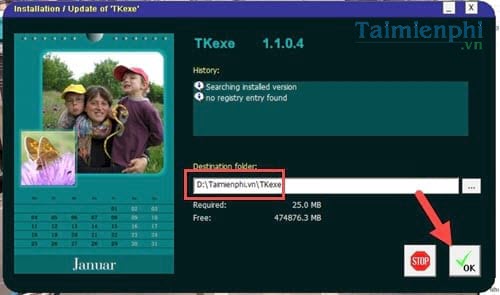 Installation / Update of 'TKexe'
Taimienphi
.vn
TKexe 1.1.0.4
History:
Searching installed version
no registry entry found
Destination folder:
D:\Taimienphi.vn\TKexe
...
Required: 25.0 MB
Free: 474876.3 MB
STOP
OK
Januar